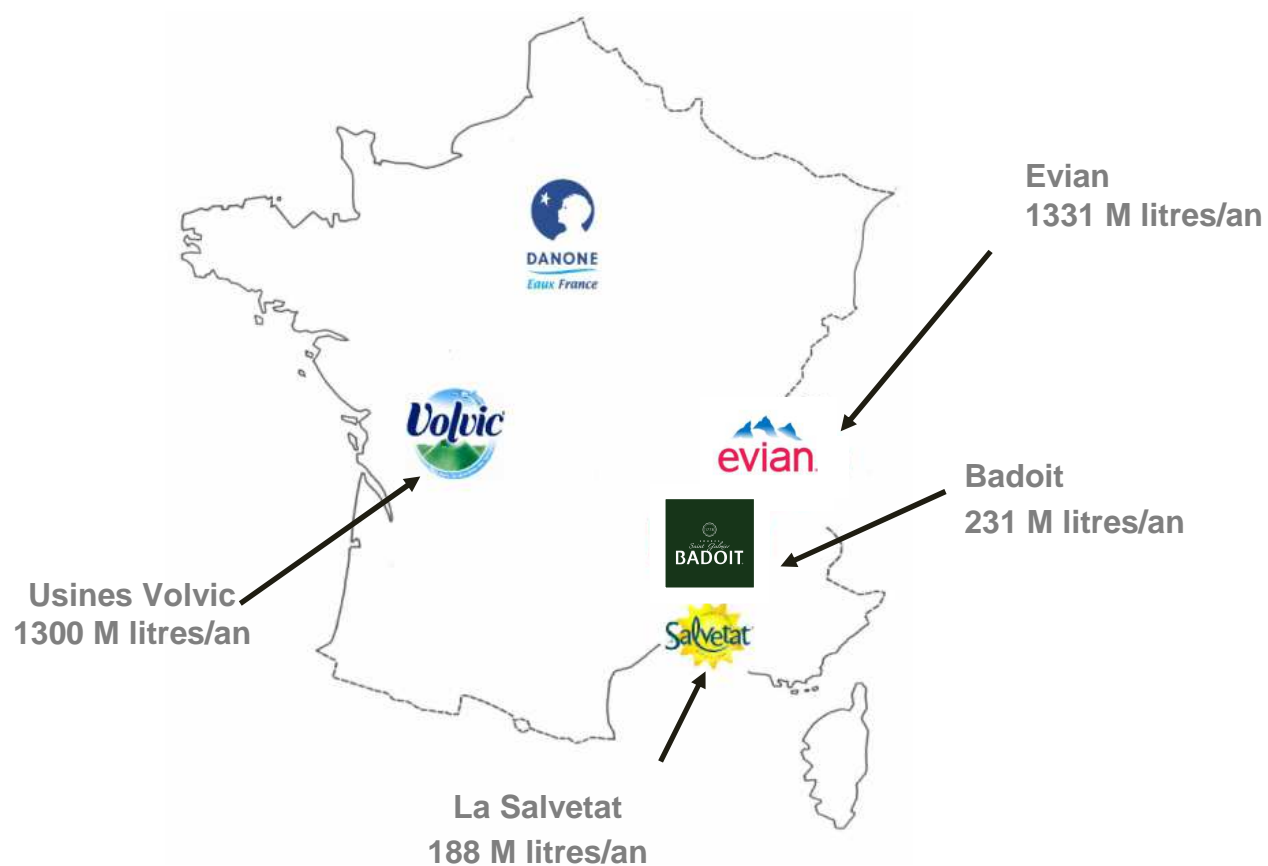 Evian
1331 M litres/an
DANONE
Eaux France
Volvic
evian.
Badoit
231 M litres/an
BADOIT
Usines Volvic
1300 M litres/an
Salvetat
La Salvetat
188 M litres/an